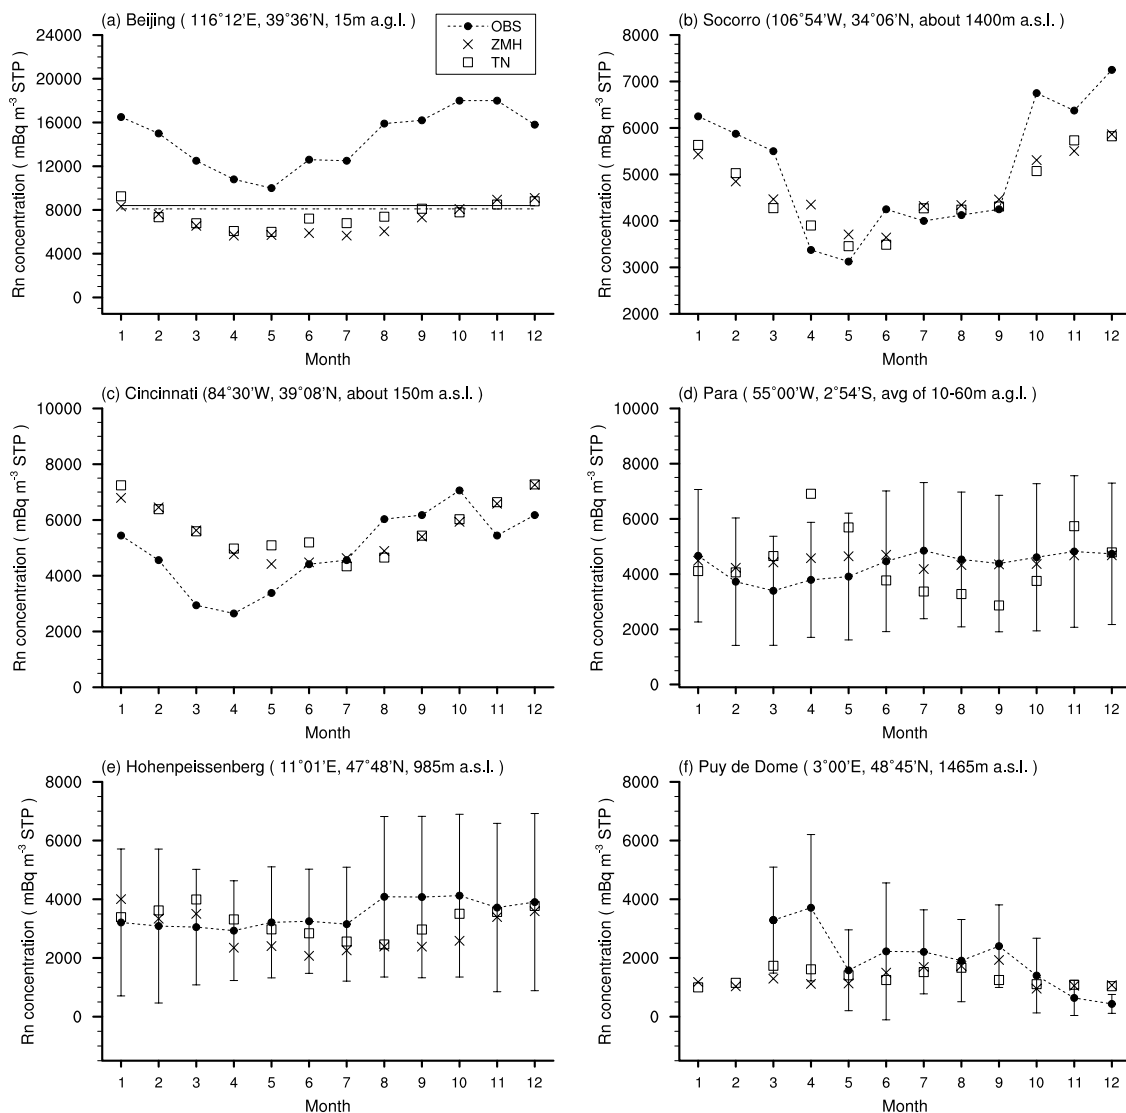 (a) Beijing ( 116°12'E, 39°36'N, 15m a.g.l. )
Rn concentration ( mBq m⁻³ STP )
24000
20000
16000
12000
8000
4000
0
OBS
ZMH
TN
1 2 3 4 5 6 7 8 9 10 11 12
Month
(b) Socorro (106°54'W, 34°06'N, about 1400m a.s.l. )
Rn concentration ( mBq m⁻³ STP )
8000
7000
6000
5000
4000
3000
2000
1 2 3 4 5 6 7 8 9 10 11 12
Month
(c) Cincinnati (84°30'W, 39°08'N, about 150m a.s.l. )
Rn concentration ( mBq m⁻³ STP )
10000
8000
6000
4000
2000
0
1 2 3 4 5 6 7 8 9 10 11 12
Month
(d) Para ( 55°00'W, 2°54'S, avg of 10-60m a.g.l. )
Rn concentration ( mBq m⁻³ STP )
10000
8000
6000
4000
2000
0
1 2 3 4 5 6 7 8 9 10 11 12
Month
(e) Hohenpeissenberg ( 11°01'E, 47°48'N, 985m a.s.l. )
Rn concentration ( mBq m⁻³ STP )
8000
6000
4000
2000
0
1 2 3 4 5 6 7 8 9 10 11 12
Month
(f) Puy de Dome ( 3°00'E, 48°45'N, 1465m a.s.l. )
Rn concentration ( mBq m⁻³ STP )
8000
6000
4000
2000
0
1 2 3 4 5 6 7 8 9 10 11 12
Month